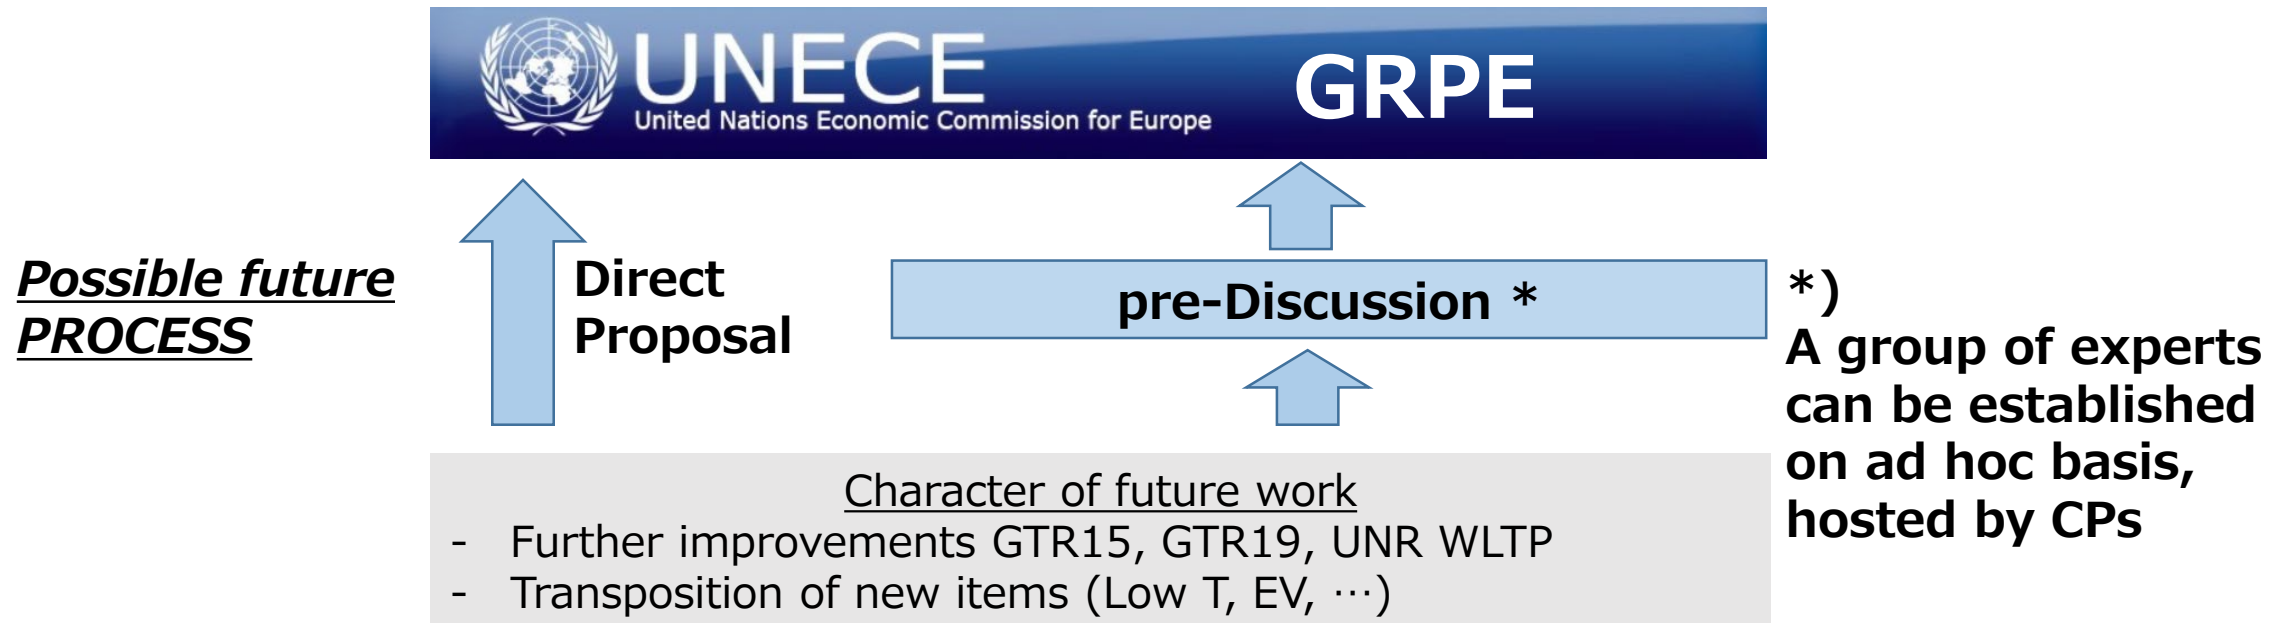 UNECE
United Nations Economic Commission for Europe
GRPE
Possible future
PROCESS
Direct
Proposal
pre-Discussion *
*)
A group of experts
can be established
on ad hoc basis,
hosted by CPs
Character of future work
- Further improvements GTR15, GTR19, UNR WLTP
- Transposition of new items (Low T, EV, …)